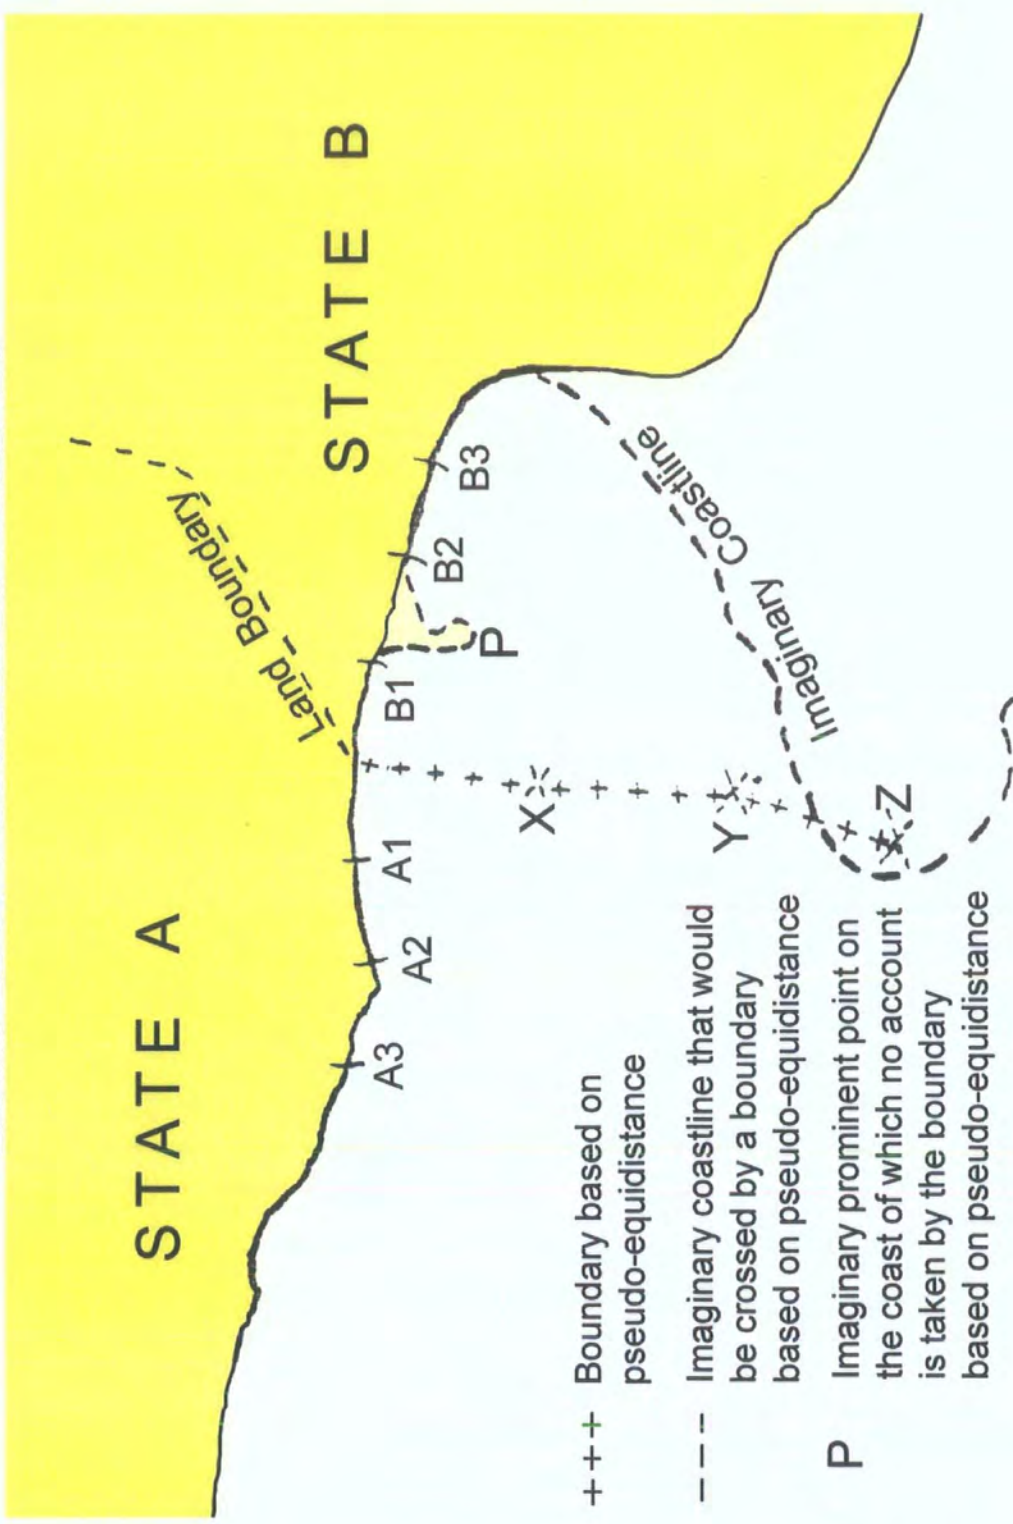 STATE A
STATE B
Land Boundary
A3
A2
A1
B1
B2
B3
P
X
Y
Z
Imaginary Coastline
+++ Boundary based on
pseudo-equidistance
--- Imaginary coastline that would
be crossed by a boundary
based on pseudo-equidistance
P Imaginary prominent point on
the coast of which no account
is taken by the boundary
based on pseudo-equidistance